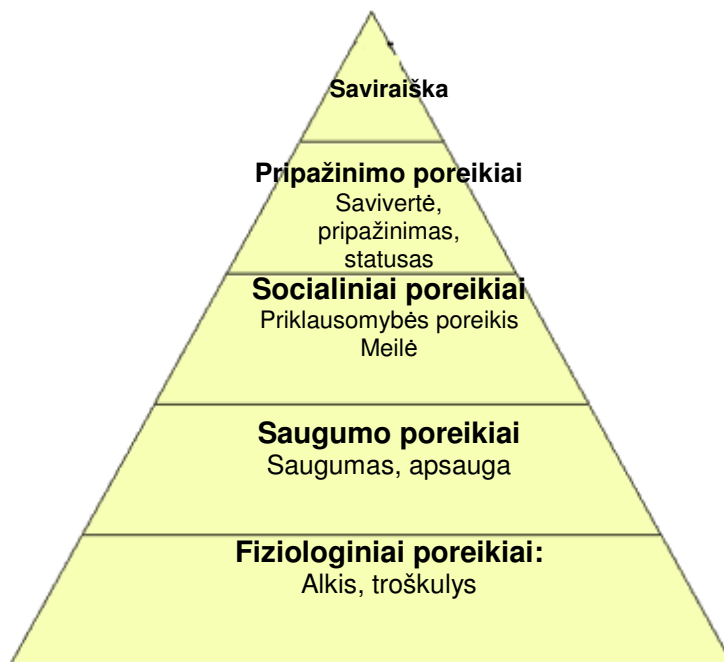 Saviraiška
Pripažinimo poreikiai
Savivertė,
pripažinimas,
statusas
Socialiniai poreikiai
Priklausomybės poreikis
Meilė
Saugumo poreikiai
Saugumas, apsauga
Fiziologiniai poreikiai:
Alkis, troškulys